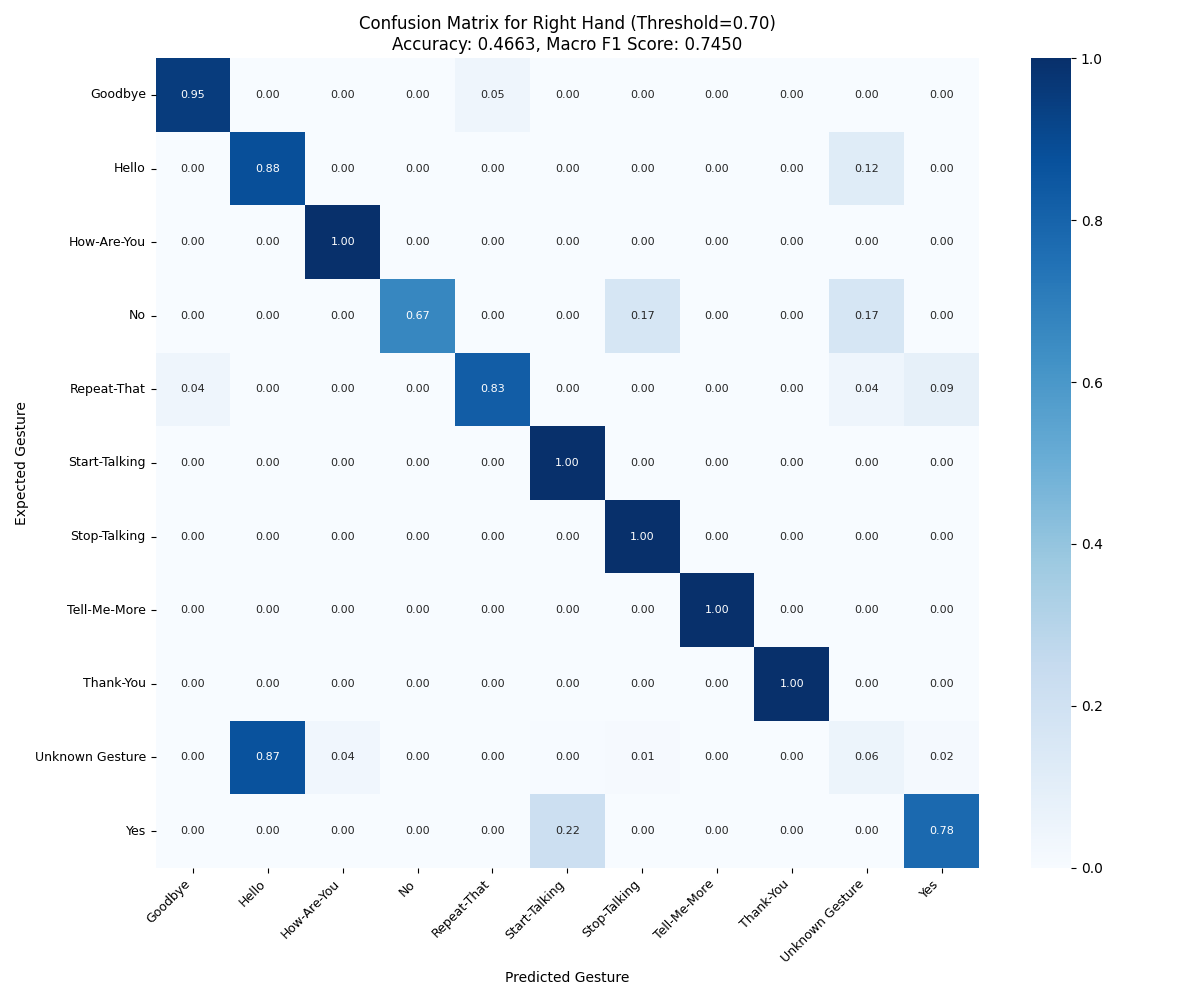 Confusion Matrix for Right Hand (Threshold=0.70)
Accuracy: 0.4663, Macro F1 Score: 0.7450
Expected Gesture
Goodbye 0.95 0.00 0.00 0.00 0.05 0.00 0.00 0.00 0.00 0.00 0.00
Hello 0.00 0.88 0.00 0.00 0.00 0.00 0.00 0.00 0.00 0.12 0.00
How-Are-You 0.00 0.00 1.00 0.00 0.00 0.00 0.00 0.00 0.00 0.00 0.00
No 0.00 0.00 0.00 0.67 0.00 0.00 0.17 0.00 0.00 0.17 0.00
Repeat-That 0.04 0.00 0.00 0.00 0.83 0.00 0.00 0.00 0.00 0.04 0.09
Start-Talking 0.00 0.00 0.00 0.00 0.00 1.00 0.00 0.00 0.00 0.00 0.00
Stop-Talking 0.00 0.00 0.00 0.00 0.00 0.00 1.00 0.00 0.00 0.00 0.00
Tell-Me-More 0.00 0.00 0.00 0.00 0.00 0.00 0.00 1.00 0.00 0.00 0.00
Thank-You 0.00 0.00 0.00 0.00 0.00 0.00 0.00 0.00 1.00 0.00 0.00
Unknown Gesture 0.00 0.87 0.04 0.00 0.00 0.00 0.01 0.00 0.00 0.06 0.02
Yes 0.00 0.00 0.00 0.00 0.00 0.22 0.00 0.00 0.00 0.00 0.78
Goodbye Hello How-Are-You No Repeat-That Start-Talking Stop-Talking Tell-Me-More Thank-You Unknown Gesture Yes
Predicted Gesture
1.0
0.8
0.6
0.4
0.2
0.0